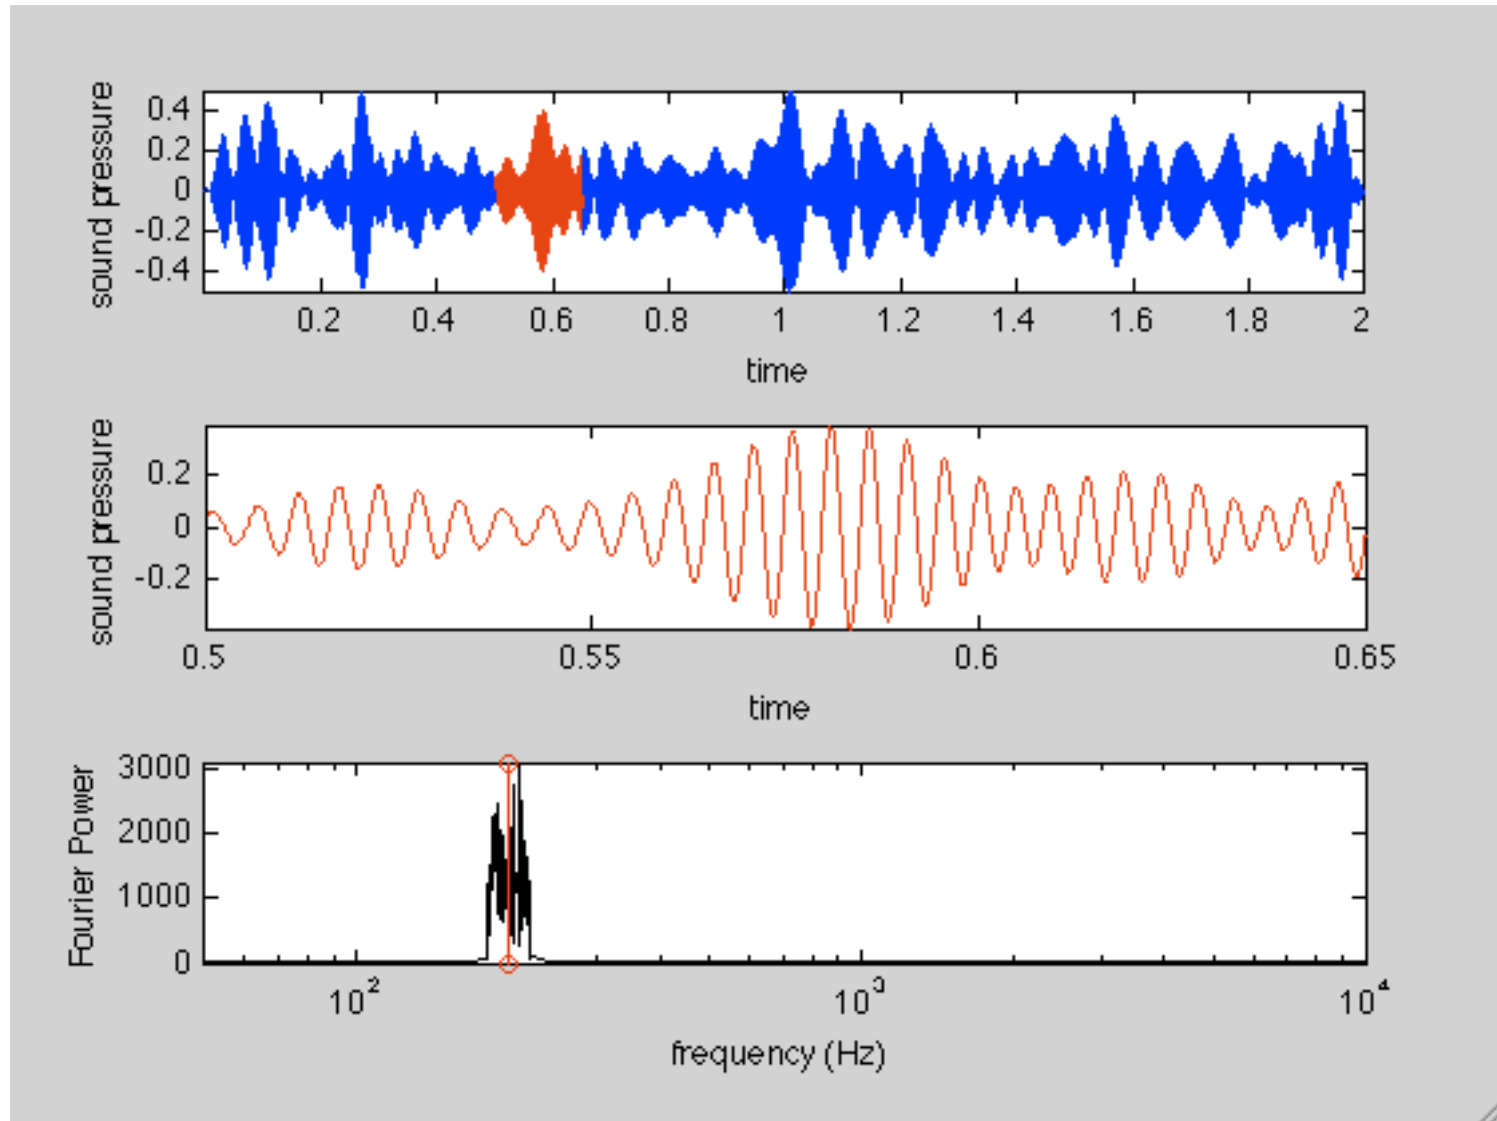 sound pressure
0.4
0.2
0
-0.2
-0.4
0.2 0.4 0.6 0.8 1 1.2 1.4 1.6 1.8 2
time
sound pressure
0.2
0
-0.2
0.5 0.55 0.6 0.65
time
Fourier Power
3000
2000
1000
0
10² 10³ 10⁴
frequency (Hz)